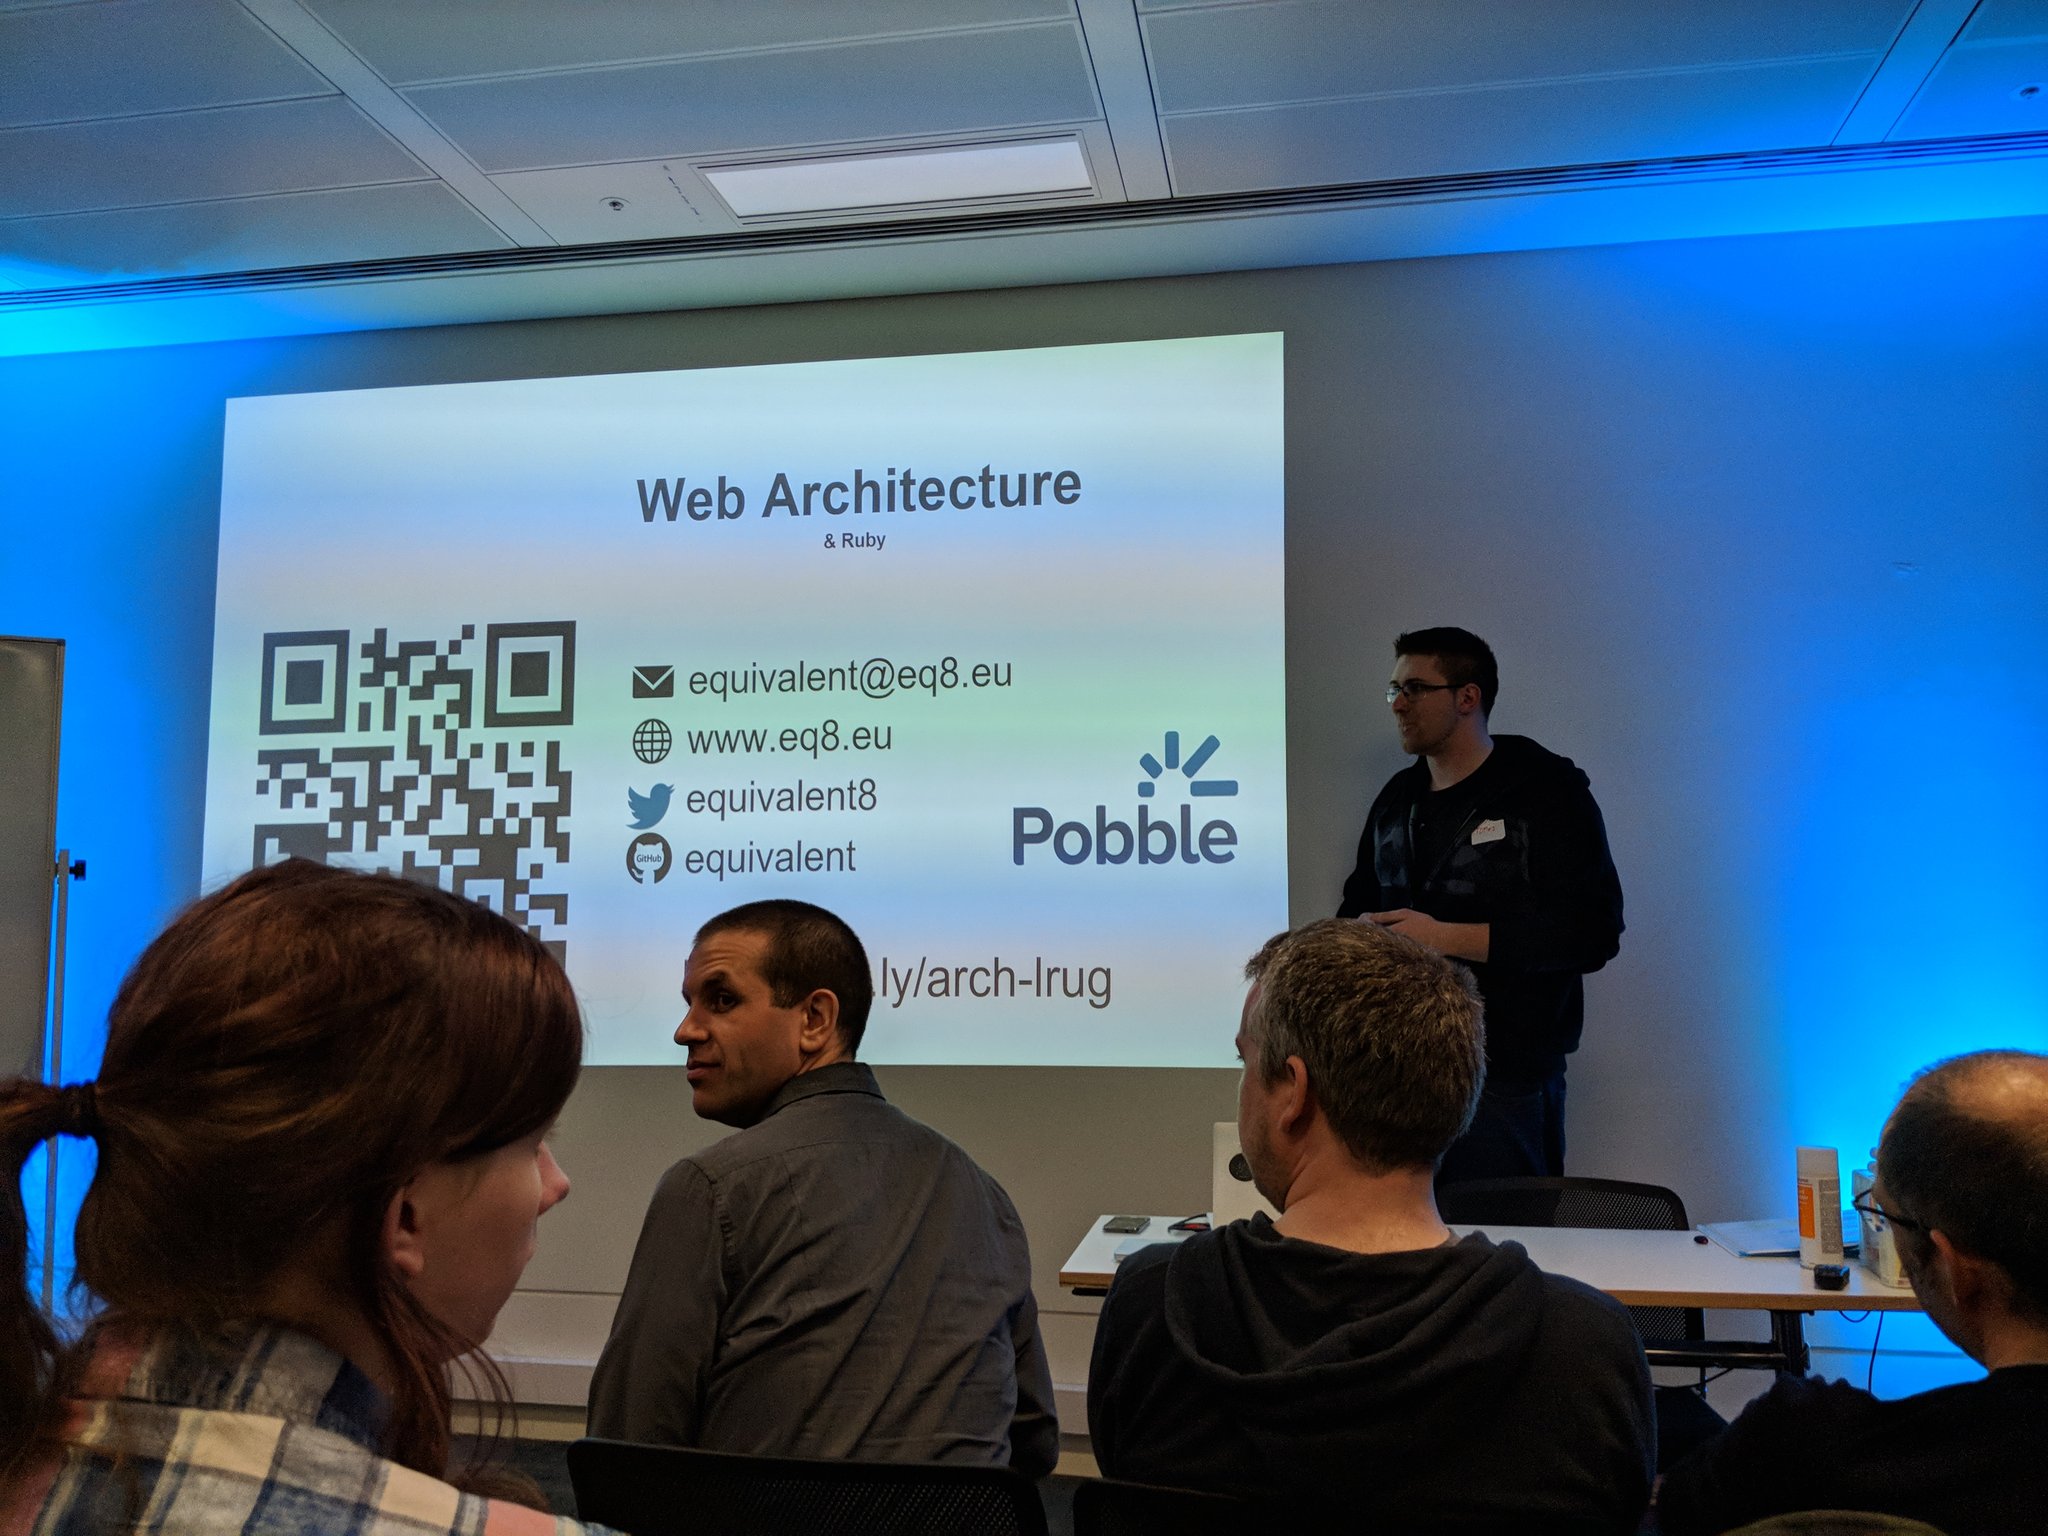 Web Architecture
& Ruby
equivalent@eq8.eu
www.eq8.eu
equivalent8
GitHub
equivalent
Pobble
.ly/arch-lrug